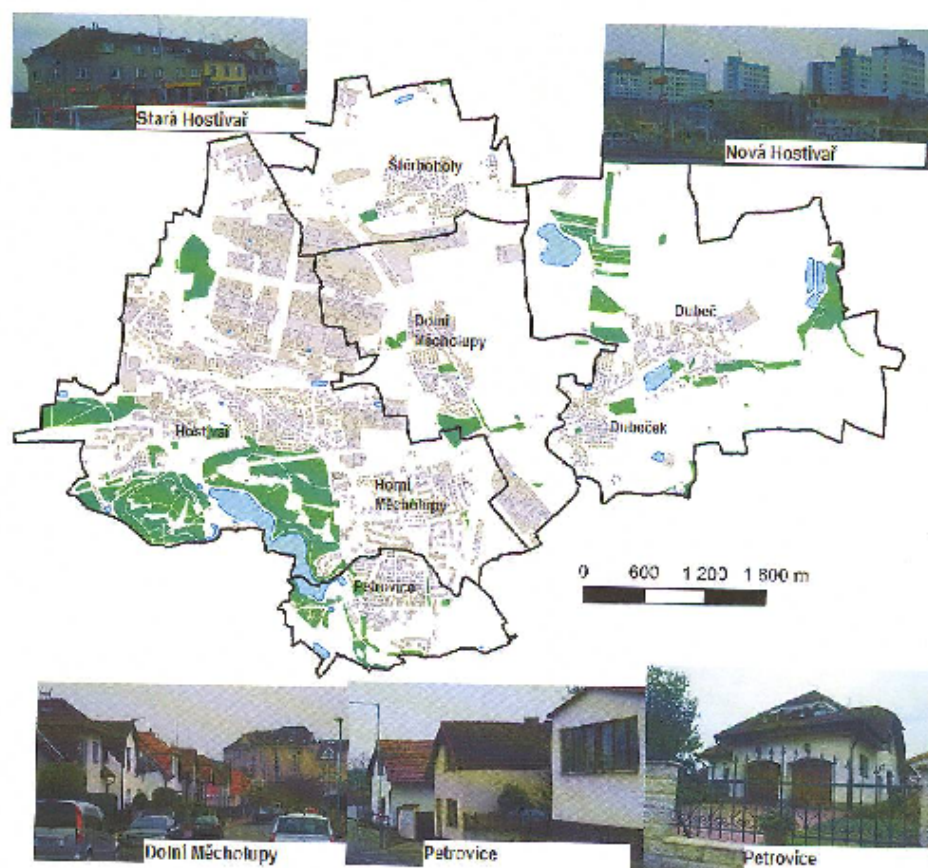 Stará Hostivař
Nová Hostivař
Štěrboholy
Dolní
Měcholupy
Dubeč
Dubeček
Hostivař
Horní
Měcholupy
Petrovice
0 600 1 200 1 800 m
Dolní Měcholupy
Petrovice
Petrovice